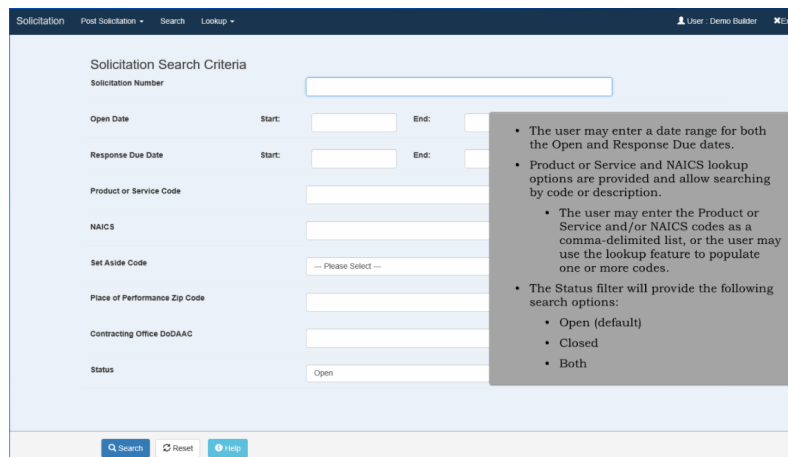 Solicitation Post Solicitation Search Lookup User : Demo Builder
Solicitation Search Criteria
Solicitation Number
Open Date Start: End:
Response Due Date Start: End:
Product or Service Code
NAICS
Set Aside Code --- Please Select ---
Place of Performance Zip Code
Contracting Office DoDAAC
Status Open
• The user may enter a date range for both
the Open and Response Due dates.
• Product or Service and NAICS lookup
options are provided and allow searching
by code or description.
• The user may enter the Product or
Service and/or NAICS codes as a
comma-delimited list, or the user may
use the lookup feature to populate
one or more codes.
• The Status filter will provide the following
search options:
• Open (default)
• Closed
• Both
Search Reset Help